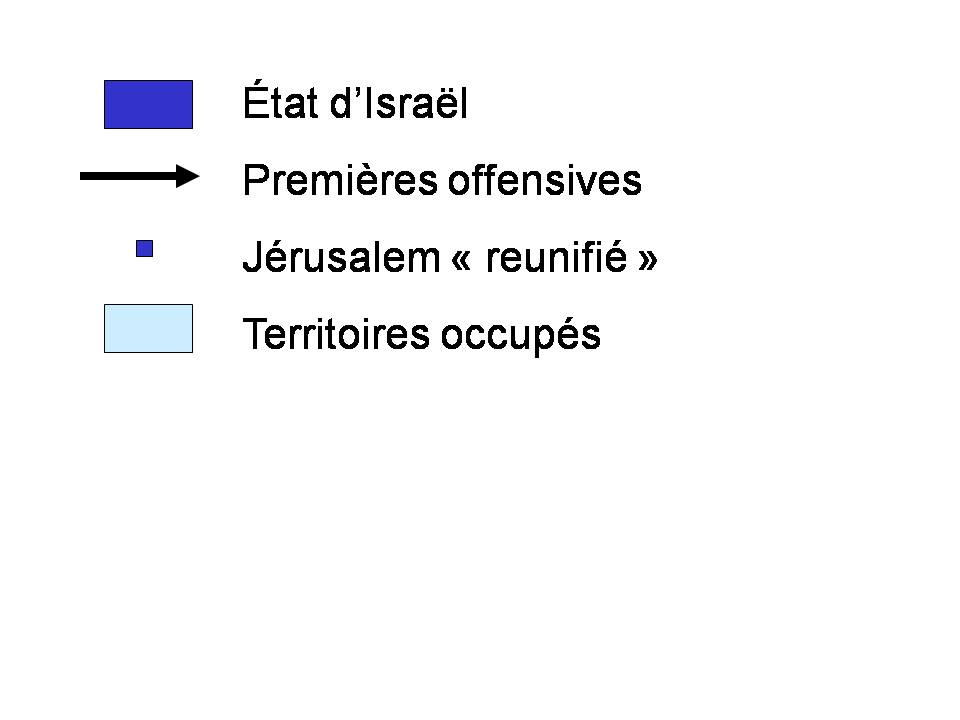 État d’Israël
Premières offensives
Jérusalem « reunifié »
Territoires occupés